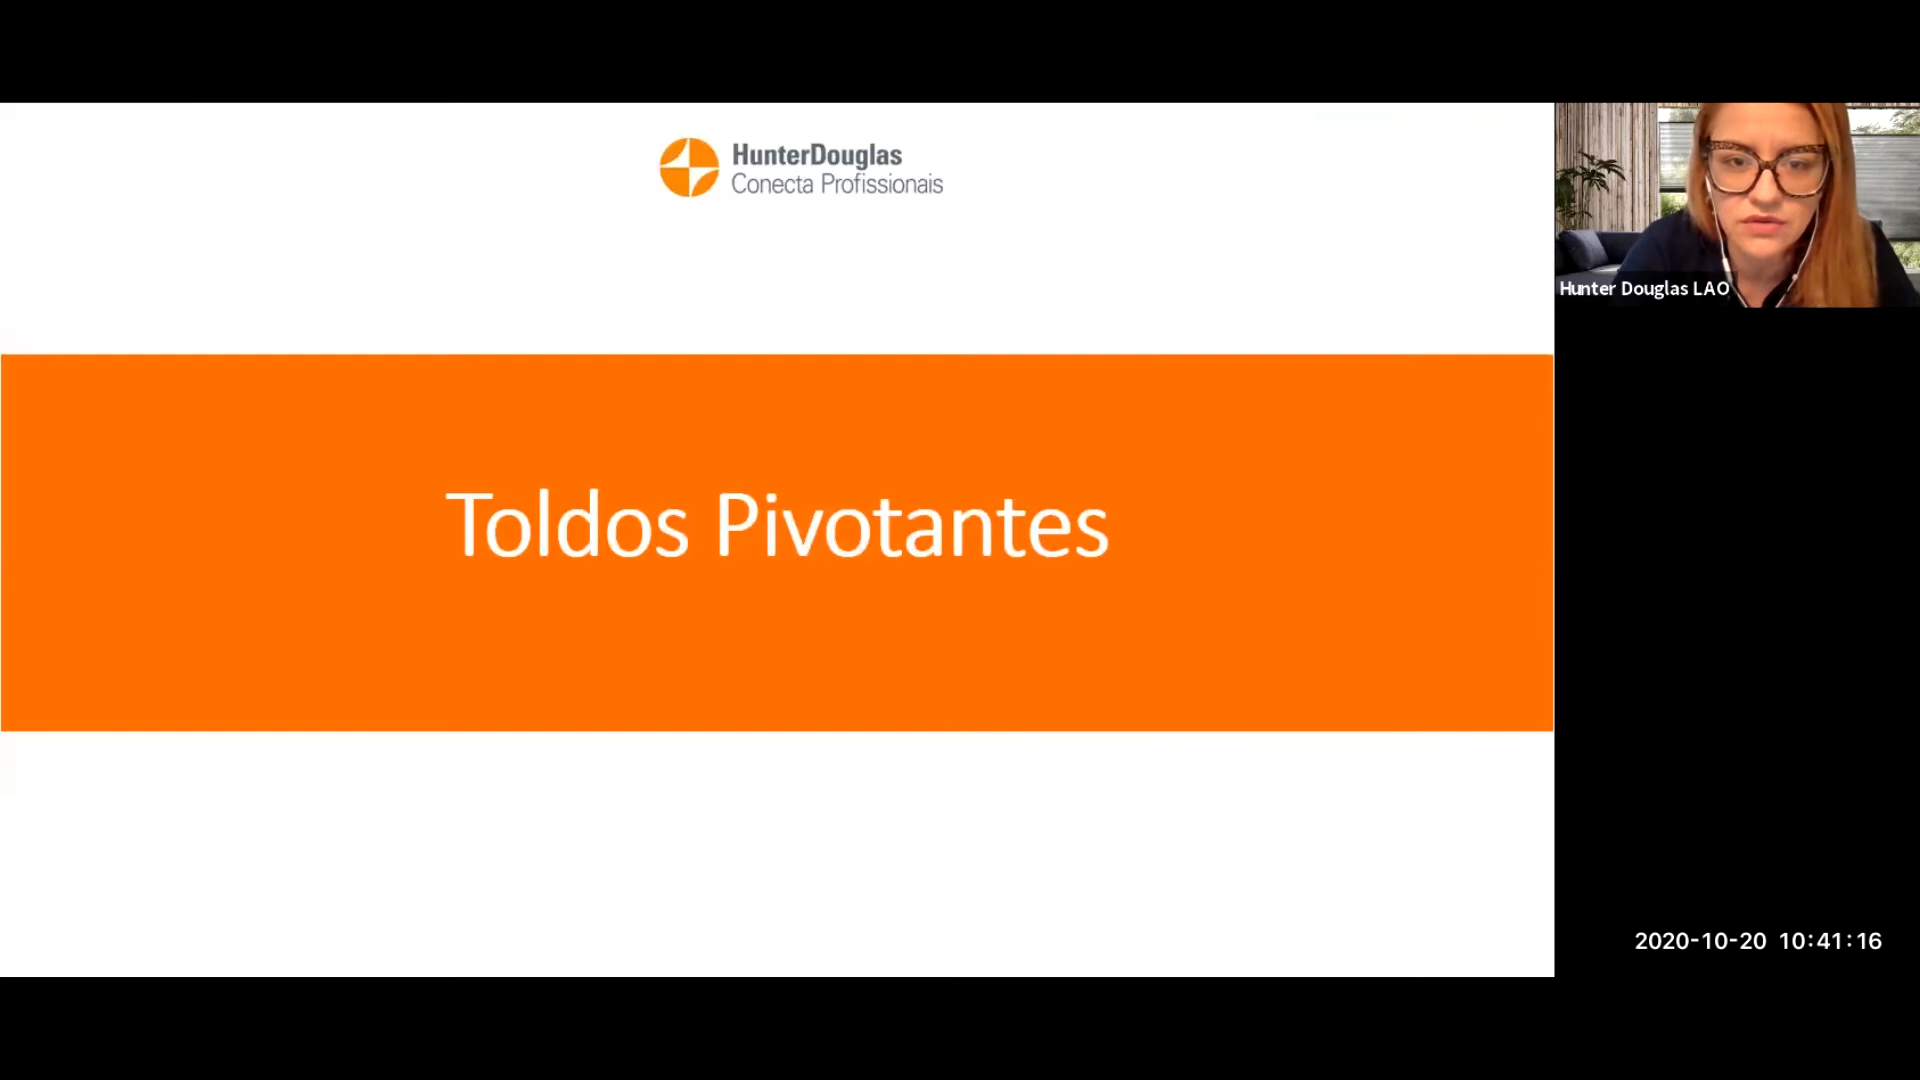 HunterDouglas
Conecta Profissionais
Hunter Douglas LAO
Toldos Pivotantes
2020-10-20 10:41:16